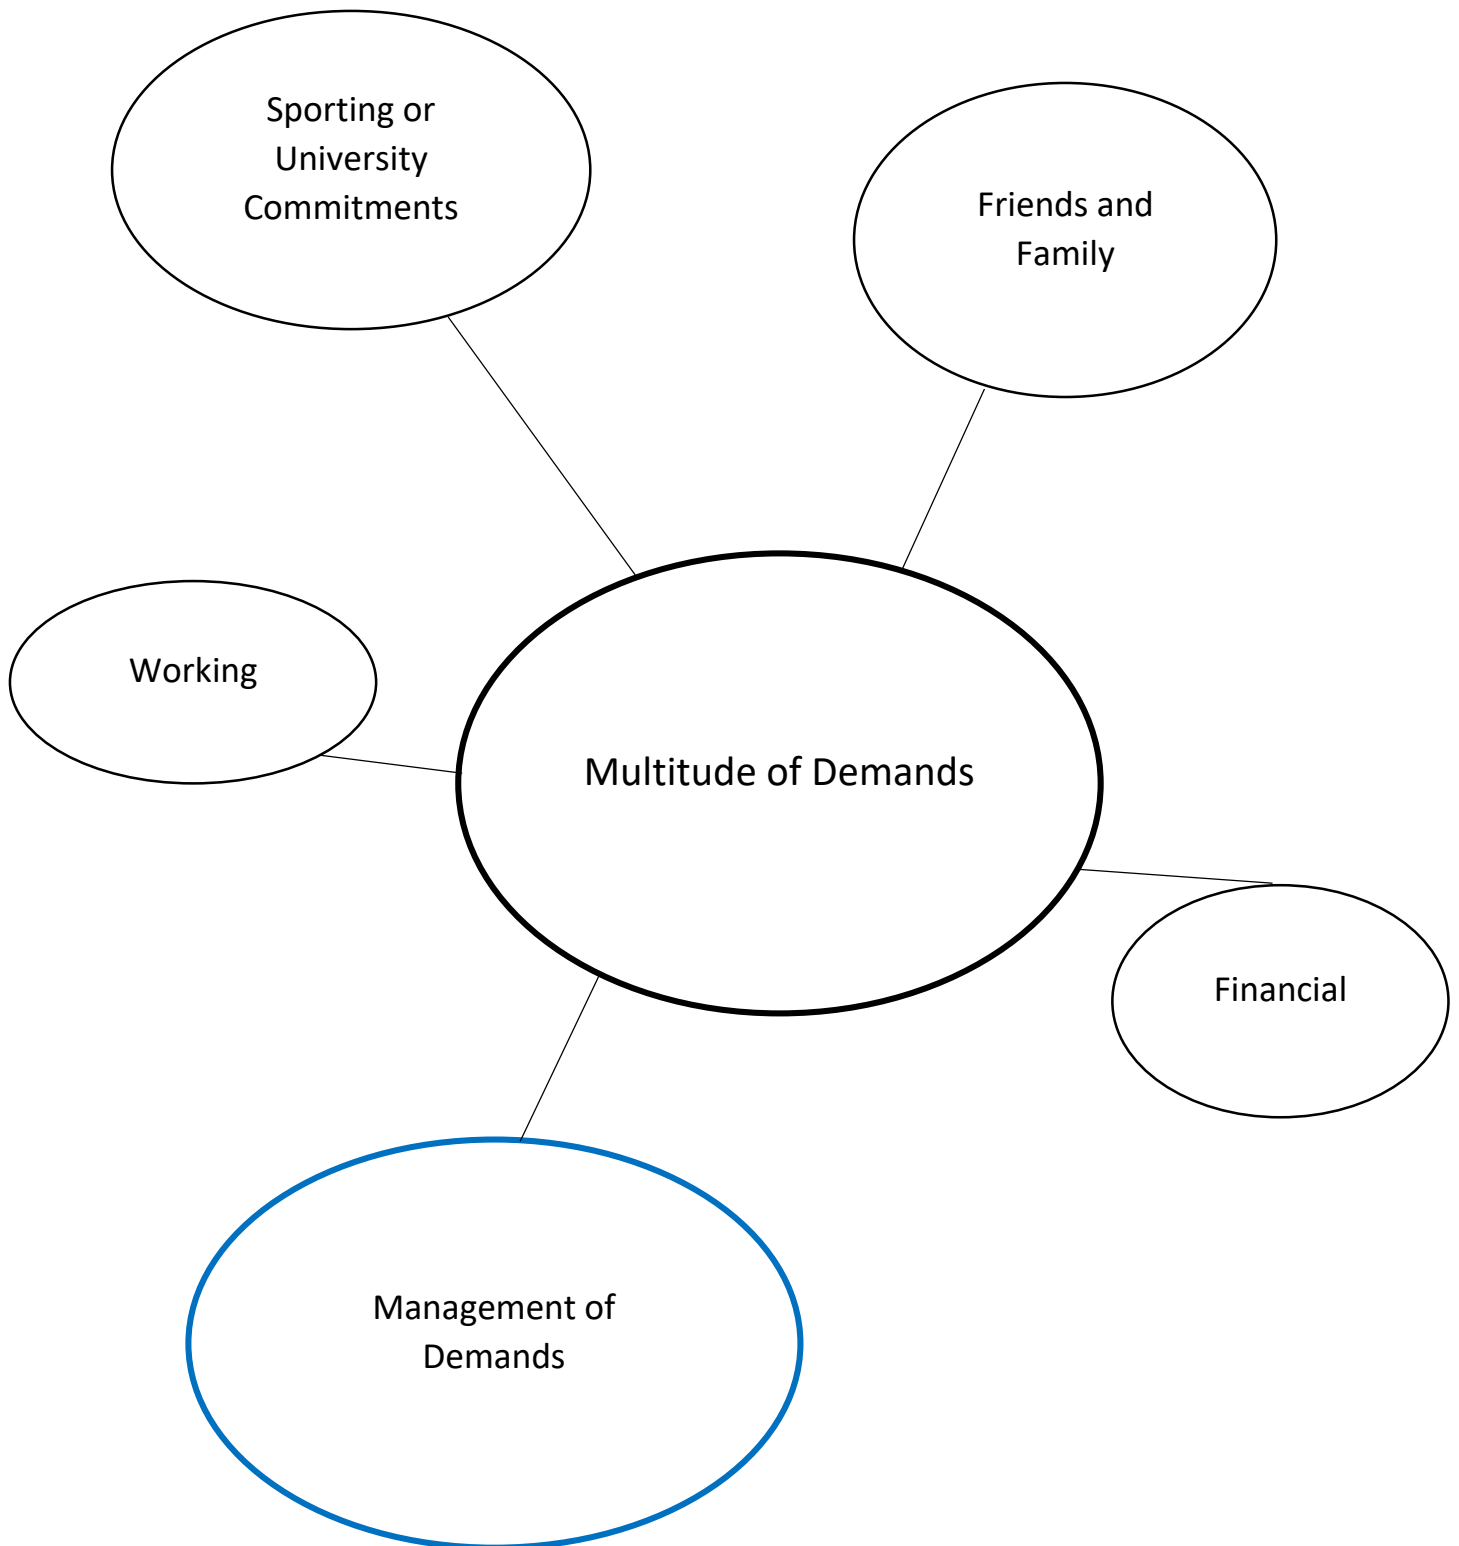 Sporting or
University
Commitments
Friends and
Family
Working
Multitude of Demands
Financial
Management of
Demands